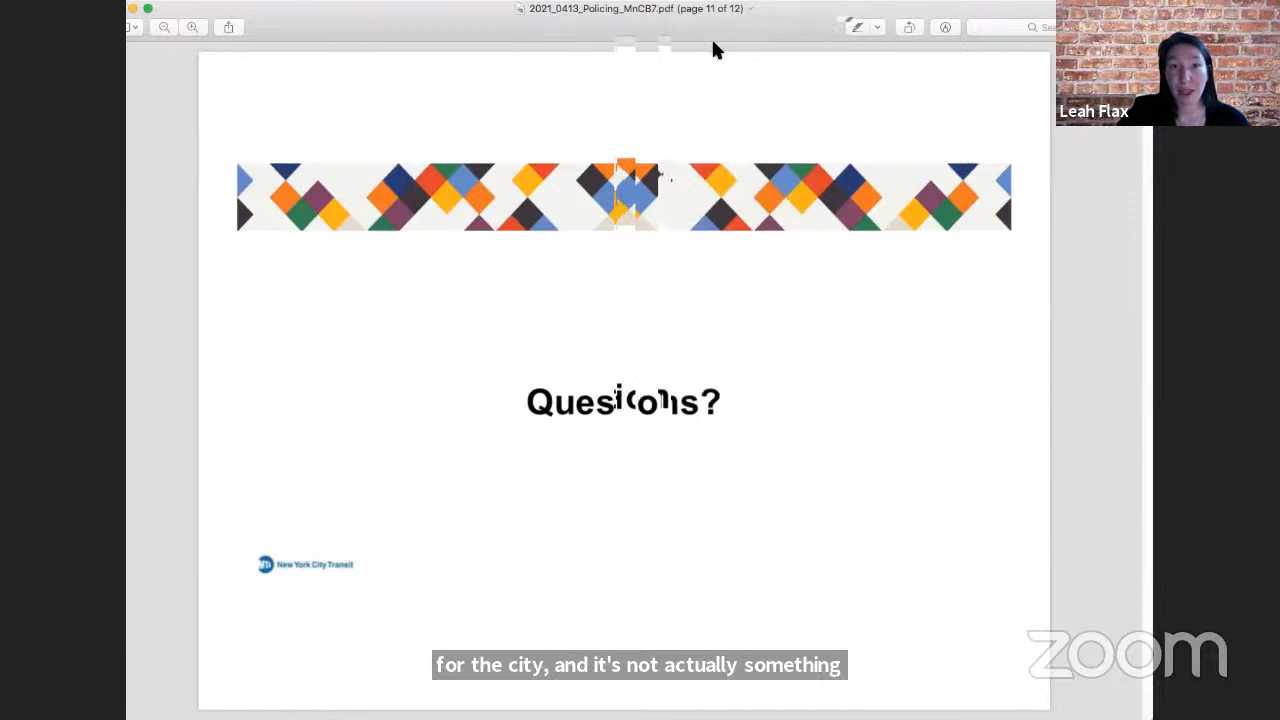 2021_0413_Policing_MnCB7.pdf (page 11 of 12)
Sea
Leah Flax
Questions?
New York City Transit
for the city, and it's not actually something
zoom